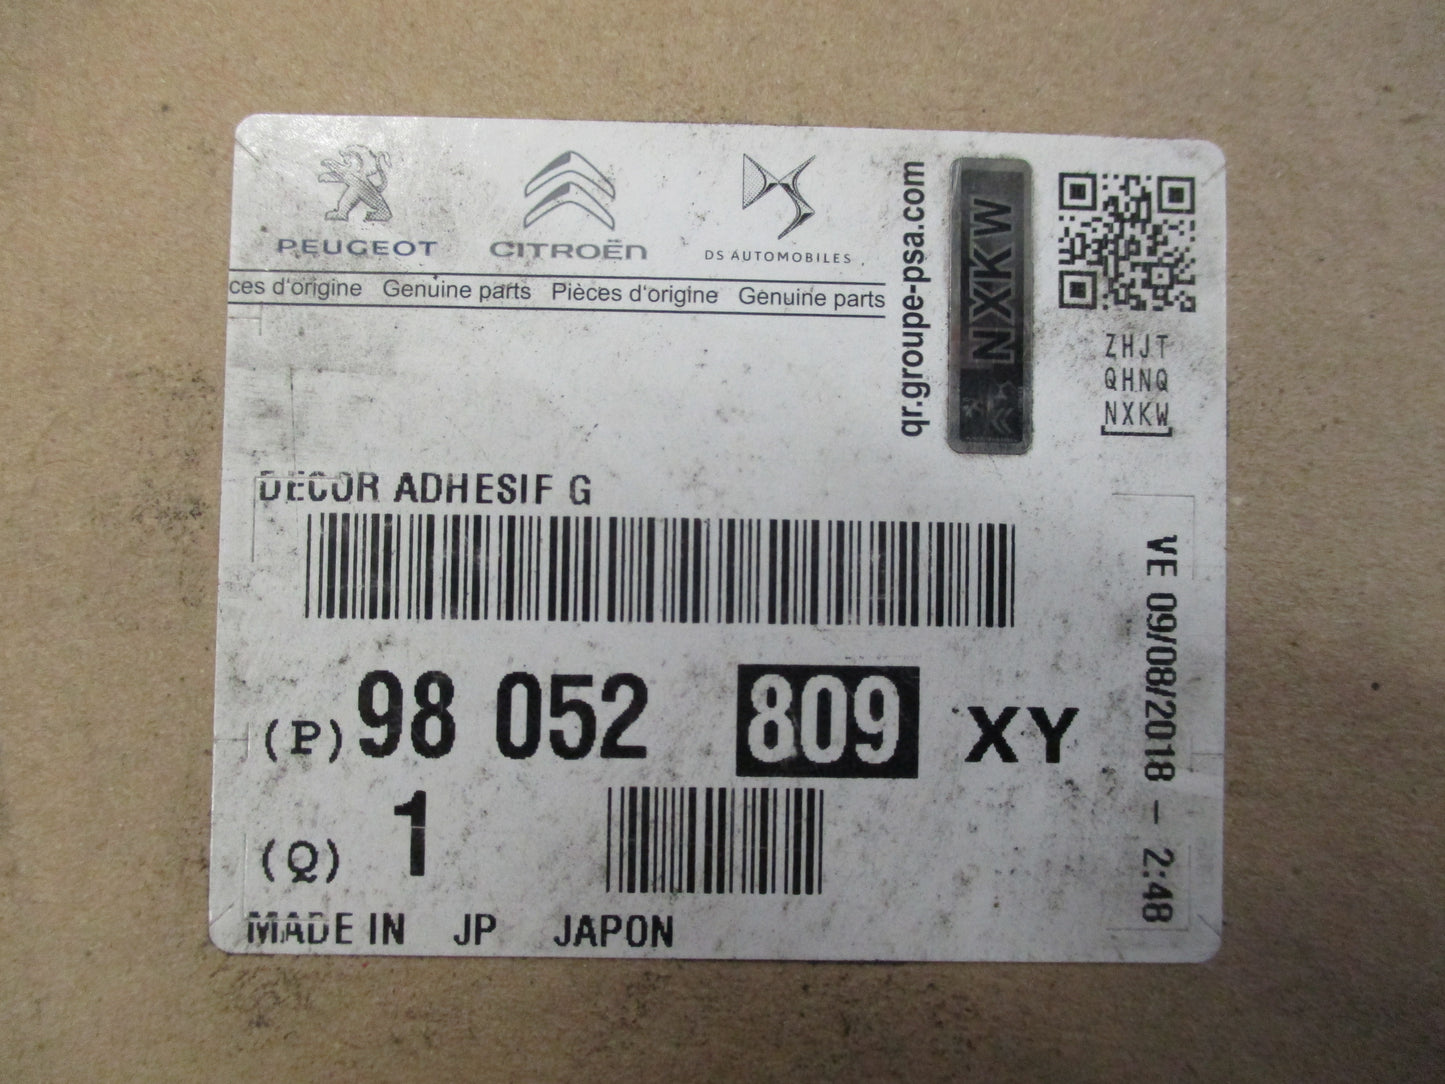 PEUGEOT CITROËN DS AUTOMOBILES
ces d'origine Genuine parts Pièces d'origine Genuine parts
qr.groupe-psa.com
NXKW
ZHJT
QHNQ
NXKW
DECOR ADHESIF G
(P) 98 052 809 XY
(Q) 1
MADE IN JP JAPON
VE 09/08/2018 - 2:48